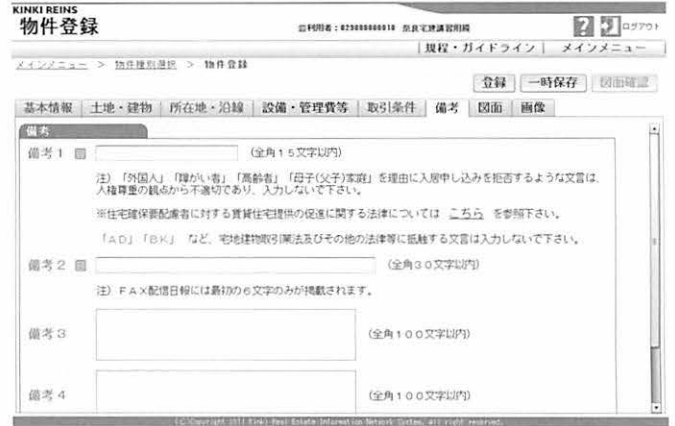 KINKI REINS
物件登録
ログアウト
規程・ガイドライン | メインメニュー
メインメニュー > 物件種別選択 > 物件登録
登録 一時保存 図面確認
基本情報 土地・建物 所在地・沿線 設備・管理費等 取引条件 備考 図面 画像
備考
備考1 (全角15文字以内)
注) 「外国人」「障がい者」「高齢者」「母子(父子)家庭」を理由に入居申し込みを拒否するような文言は、
人権尊重の観点から不適切であり、入力しないで下さい。
※住宅確保要配慮者に対する賃貸住宅提供の促進に関する法律については こちら を参照下さい。
「AD」「BK」 など、宅地建物取引業法及びその他の法律等に抵触する文言は入力しないで下さい。
備考2 (全角30文字以内)
注) FAX配信日報には最初の6文字のみが掲載されます。
備考3 (全角100文字以内)
備考4 (全角100文字以内)
(C)Copyright 2011 Kinki Real Estate Information Network System, All right reserved.